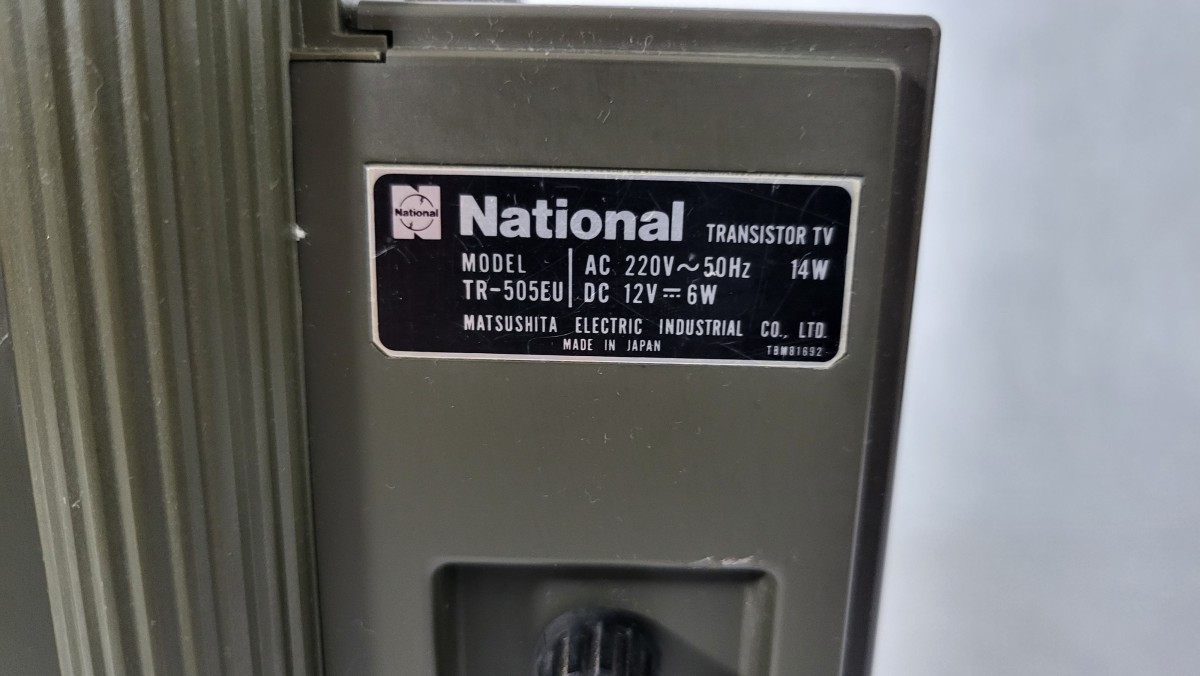 National
National TRANSISTOR TV
MODEL AC 220V~50Hz 14W
TR-505EU DC 12V⎓6W
MATSUSHITA ELECTRIC INDUSTRIAL CO., LTD.
MADE IN JAPAN TBM81692